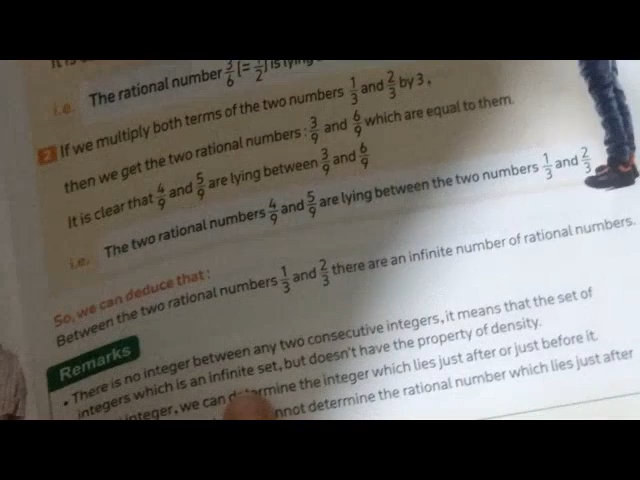 i.e. The rational number 3/6 [= 1/2] is lying
2 If we multiply both terms of the two numbers 1/3 and 2/3 by 3,
then we get the two rational numbers : 3/9 and 6/9 which are equal to them.
It is clear that 4/9 and 5/9 are lying between 3/9 and 6/9
i.e. The two rational numbers 4/9 and 5/9 are lying between the two numbers 1/3 and 2/3
So, we can deduce that :
Between the two rational numbers 1/3 and 2/3 there are an infinite number of rational numbers.
Remarks
• There is no integer between any two consecutive integers, it means that the set of
integers which is an infinite set, but doesn't have the property of density.
integer, we can determine the integer which lies just after or just before it.
nnot determine the rational number which lies just after